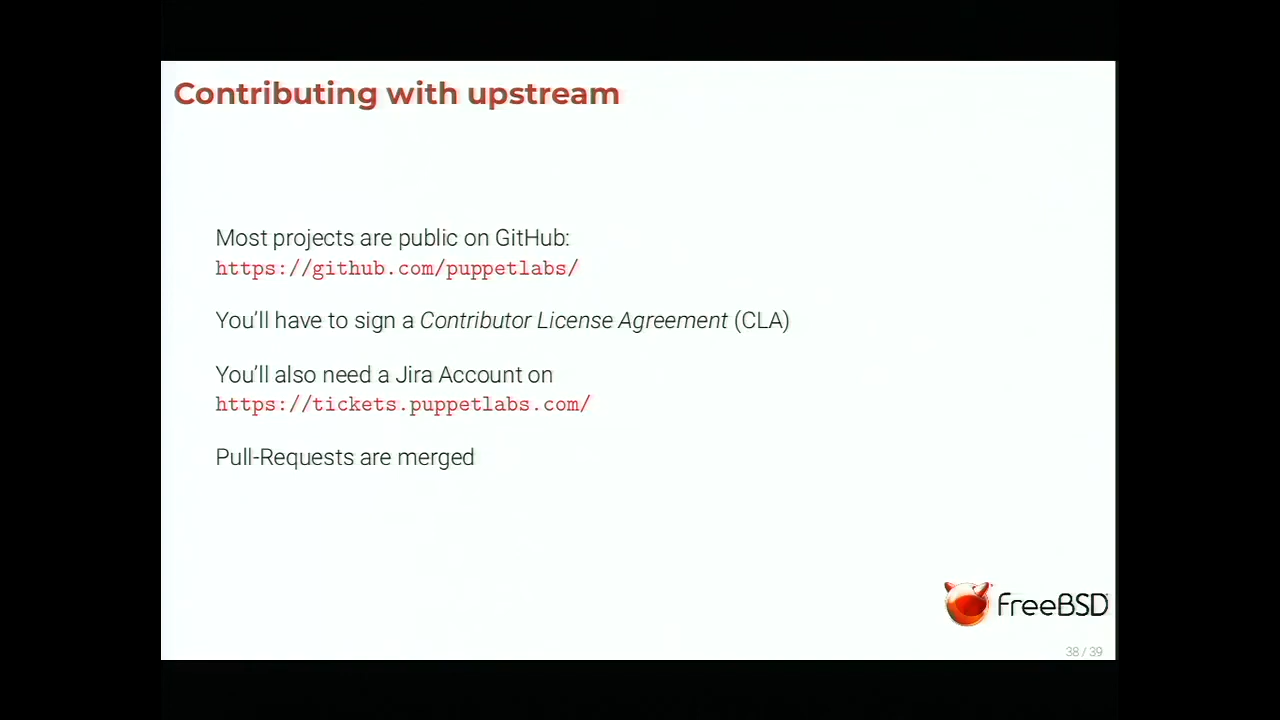 Contributing with upstream
Most projects are public on GitHub:
https://github.com/puppetlabs/
You'll have to sign a Contributor License Agreement (CLA)
You'll also need a Jira Account on
https://tickets.puppetlabs.com/
Pull-Requests are merged
FreeBSD
38 / 39